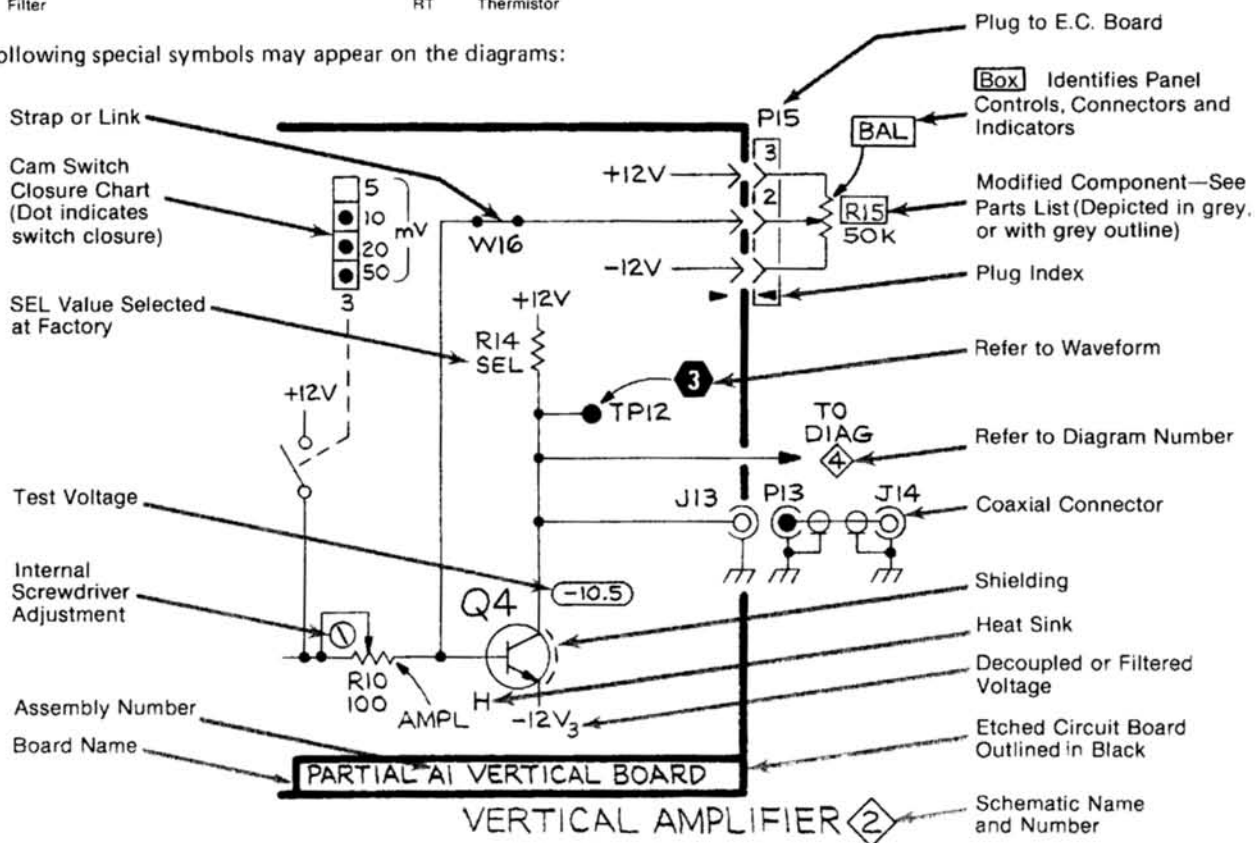 Filter
RT Thermistor
ollowing special symbols may appear on the diagrams:
Plug to E.C. Board
Box Identifies Panel
Controls, Connectors and
Indicators
Modified Component—See
Parts List (Depicted in grey,
or with grey outline)
Plug Index
Refer to Waveform
Refer to Diagram Number
Coaxial Connector
Shielding
Heat Sink
Decoupled or Filtered
Voltage
Etched Circuit Board
Outlined in Black
Schematic Name
and Number
Strap or Link
Cam Switch
Closure Chart
(Dot indicates
switch closure)
SEL Value Selected
at Factory
Test Voltage
Internal
Screwdriver
Adjustment
Assembly Number
Board Name
5
10
20
50
mV
3
W16
+12V
-12V
P15
3
2
BAL
R15
50K
+12V
R14
SEL
3
TP12
TO
DIAG
4
+12V
J13
P13
J14
-10.5
Q4
R10
100
AMPL
H
-12V3
PARTIAL A1 VERTICAL BOARD
VERTICAL AMPLIFIER 2